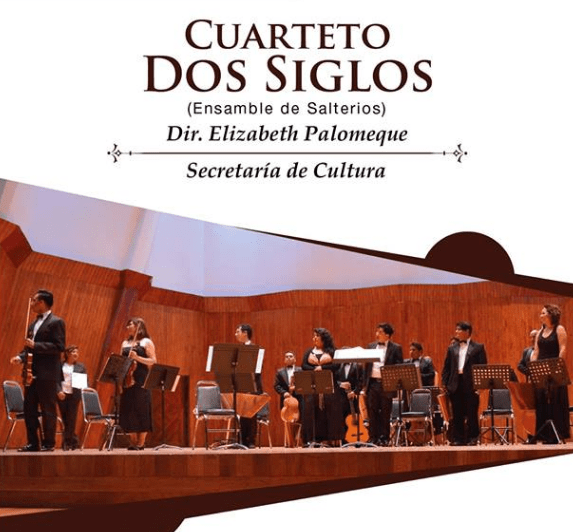 CUARTETO
DOS SIGLOS
(Ensamble de Salterios)
Dir. Elizabeth Palomeque
Secretaría de Cultura